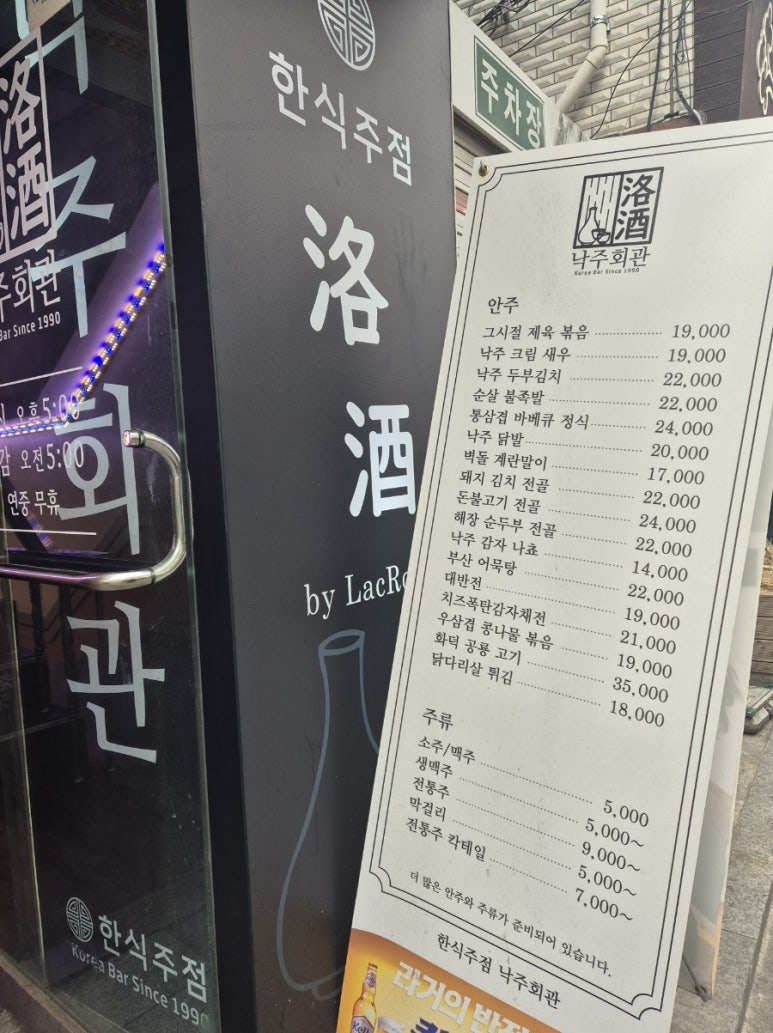 洛
酒
주회관
Bar Since 1990
오후5:00
감 오전5:00
연중 무휴
주
회
관
한식주점
Korea Bar Since 1990
한식주점
洛
酒
by LacRo
주차장
洛
酒
낙주회관
Korea Bar Since 1990
안주
그시절 제육 볶음 19,000
낙주 크림 새우 19,000
낙주 두부김치 22,000
순살 불족발 22,000
통삼겹 바베큐 정식 24,000
낙주 닭발 20,000
벽돌 계란말이 17,000
돼지 김치 전골 22,000
돈불고기 전골 24,000
해장 순두부 전골 22,000
낙주 감자 나쵸 14,000
부산 어묵탕 22,000
대반전 19,000
치즈폭탄감자채전 21,000
우삼겹 콩나물 볶음 19,000
화덕 공룡 고기 35,000
닭다리살 튀김 18,000
주류
소주/맥주 5,000
생맥주 5,000~
전통주 9,000~
막걸리 5,000~
전통주 칵테일 7,000~
더 많은 안주와 주류가 준비되어 있습니다.
한식주점 낙주회관
라거의 반전
Kelly